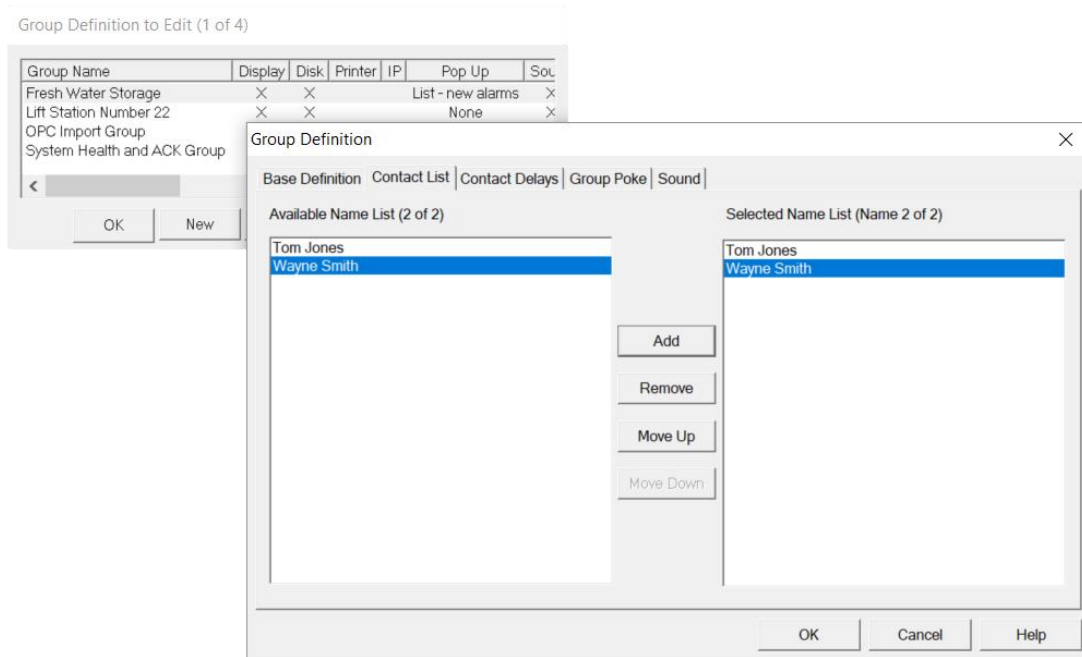 Group Definition to Edit (1 of 4)
Group Name Display Disk Printer IP Pop Up Sou
Fresh Water Storage X X List - new alarms X
Lift Station Number 22 X X None X
OPC Import Group
System Health and ACK Group
<
OK New
Group Definition X
Base Definition Contact List Contact Delays Group Poke Sound
Available Name List (2 of 2) Selected Name List (Name 2 of 2)
Tom Jones Tom Jones
Wayne Smith Wayne Smith
Add
Remove
Move Up
Move Down
OK Cancel Help